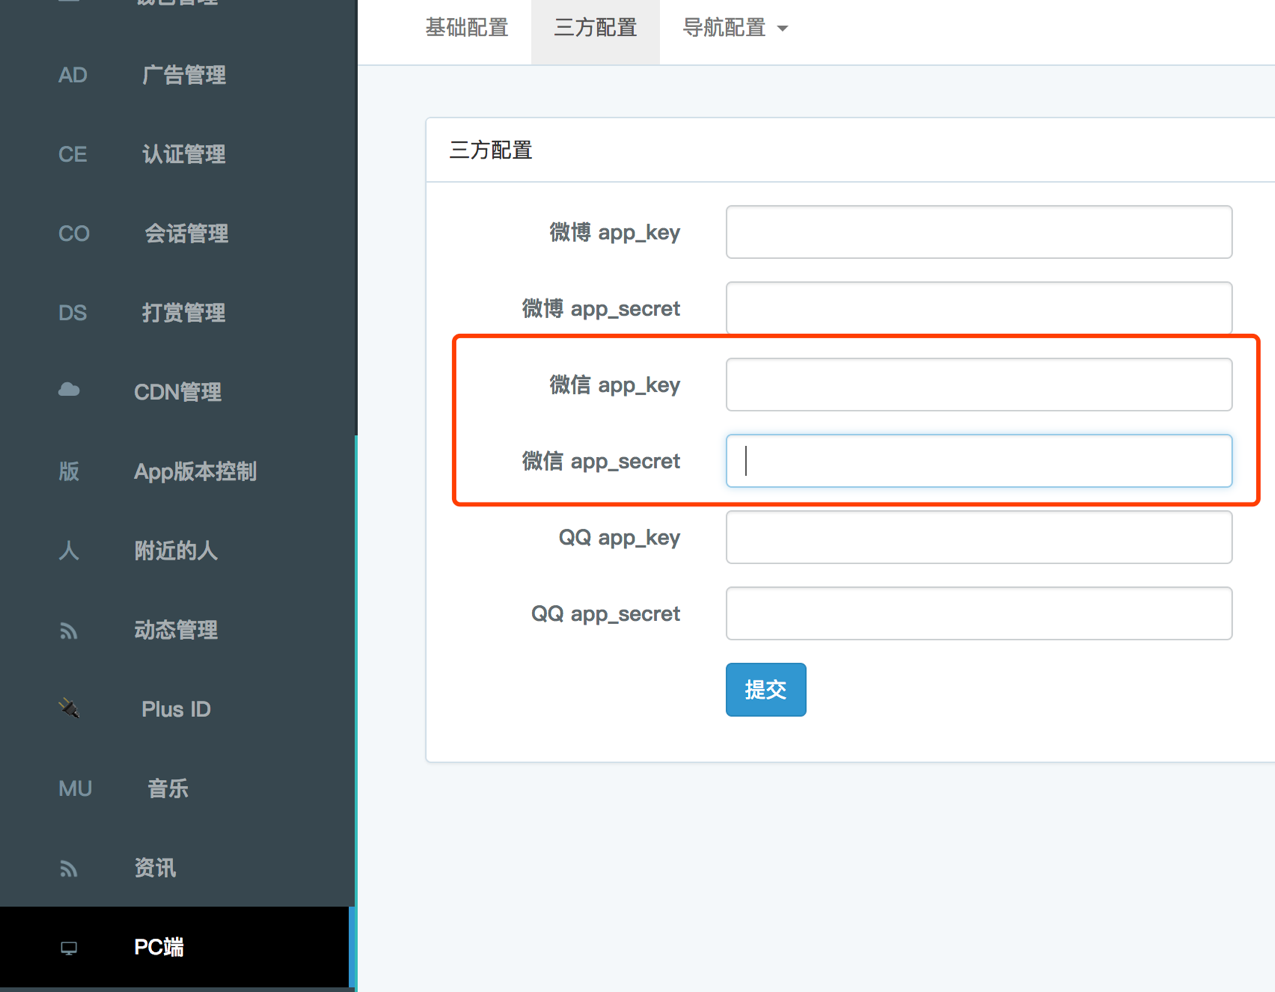 钱包管理
AD 广告管理
CE 认证管理
CO 会话管理
DS 打赏管理
CDN管理
版 App版本控制
人 附近的人
动态管理
Plus ID
MU 音乐
资讯
PC端
基础配置 三方配置 导航配置
三方配置
微博 app_key
微博 app_secret
微信 app_key
微信 app_secret
QQ app_key
QQ app_secret
提交